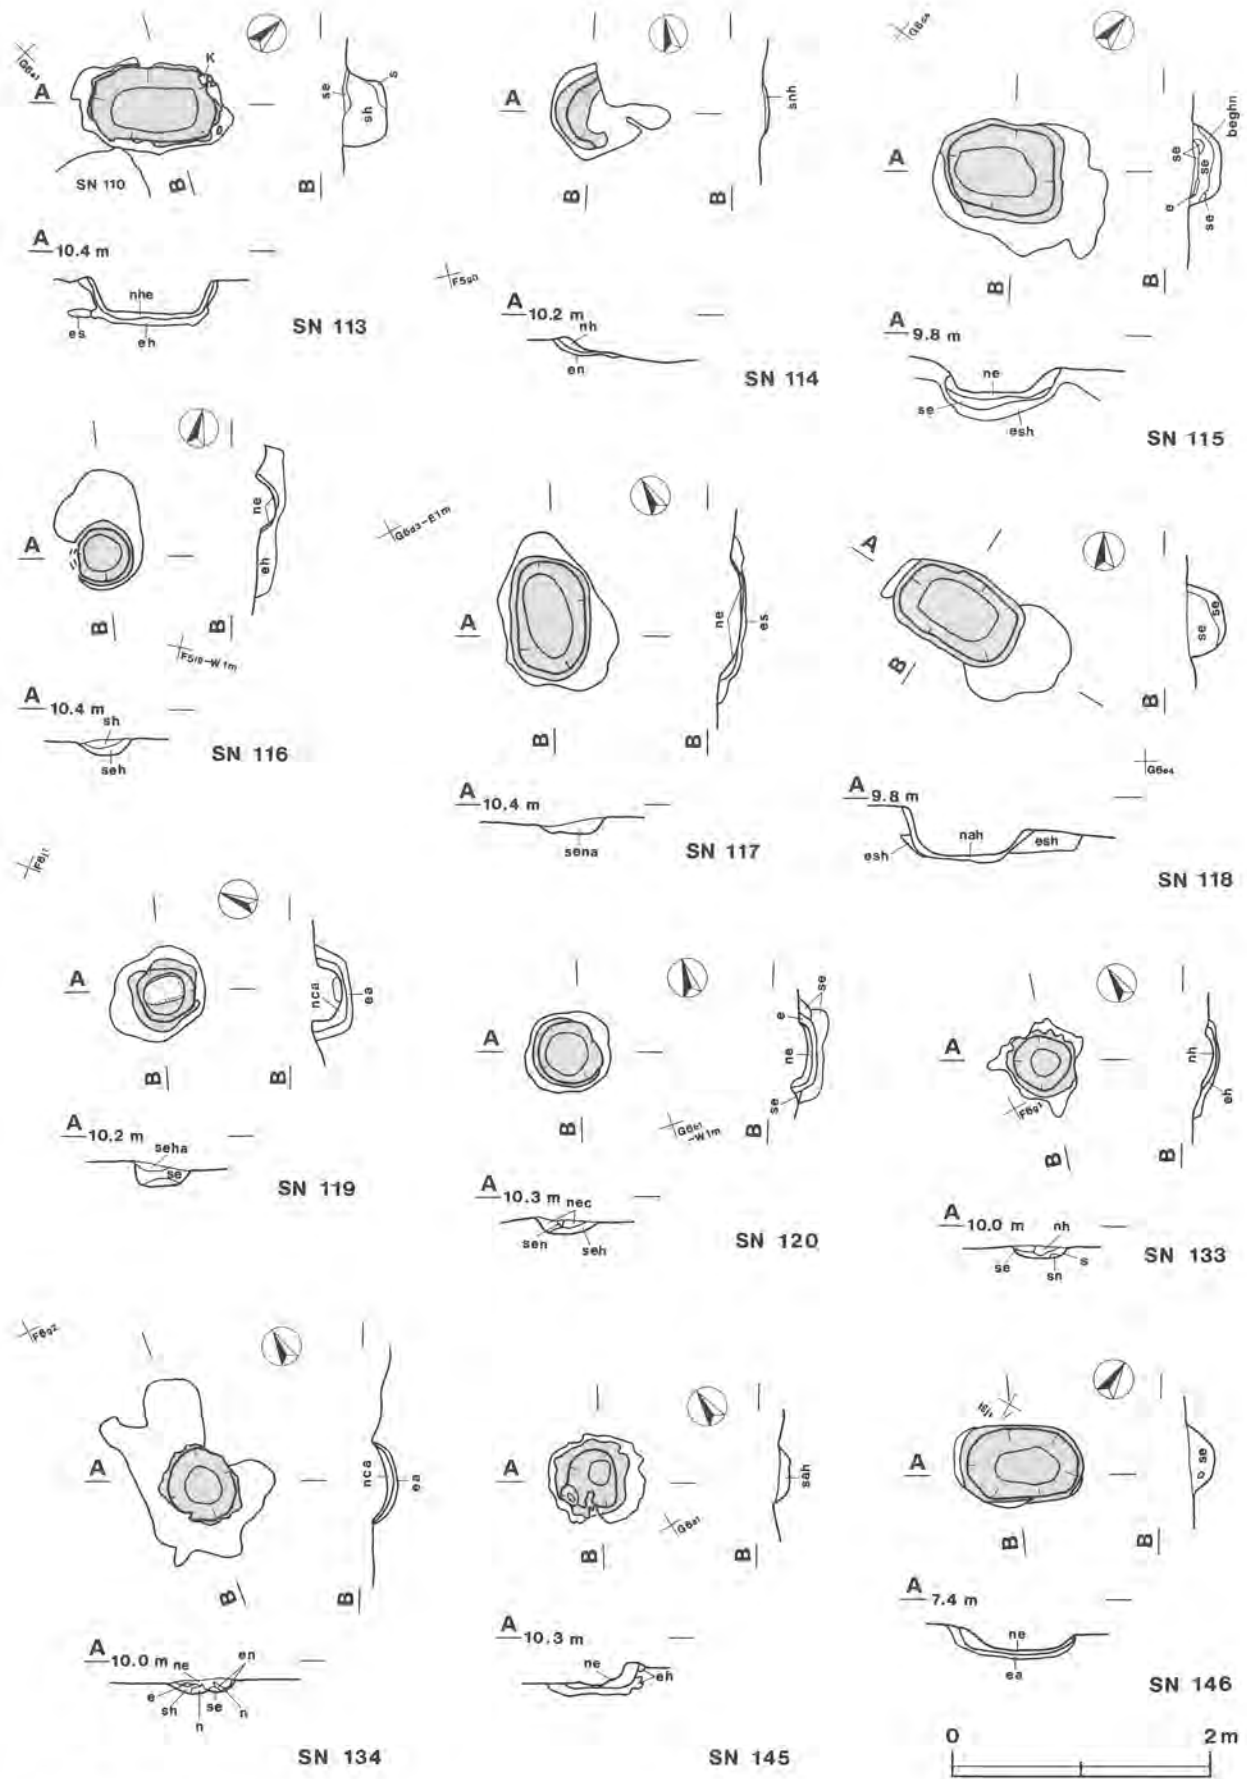 G6a1
K
A
SN 110
B
B
se
sh
s
A 10.4 m
nhe
es
eh
SN 113
A
B
B
snh
F5g0
A 10.2 m
nh
en
SN 114
G6d4
A
B
B
beghn
se
se
e
se
A 9.8 m
ne
se
esh
SN 115
A
B
B
ne
eh
A 10.4 m
sh
seh
SN 116
G6d3-E1m
A
B
B
ne
es
A 10.4 m
sena
SN 117
A
B
B
se
se
G6e4
A 9.8 m
esh
nah
esh
SN 118
F6j1
A
B
B
nca
ea
A 10.2 m
seha
se
SN 119
A
B
B
se
e
ne
se
-W1m
A 10.3 m
nec
sen
seh
SN 120
A
F6g1
B
B
nh
eh
A 10.0 m
nh
se
sn
s
SN 133
F6g2
A
B
B
nca
ea
A 10.0 m
ne
en
e
sh
n
se
n
SN 134
A
G6a1
B
B
sah
A 10.3 m
ne
eh
SN 145
A
B
B
se
A 7.4 m
ne
ea
SN 146
0 2 m